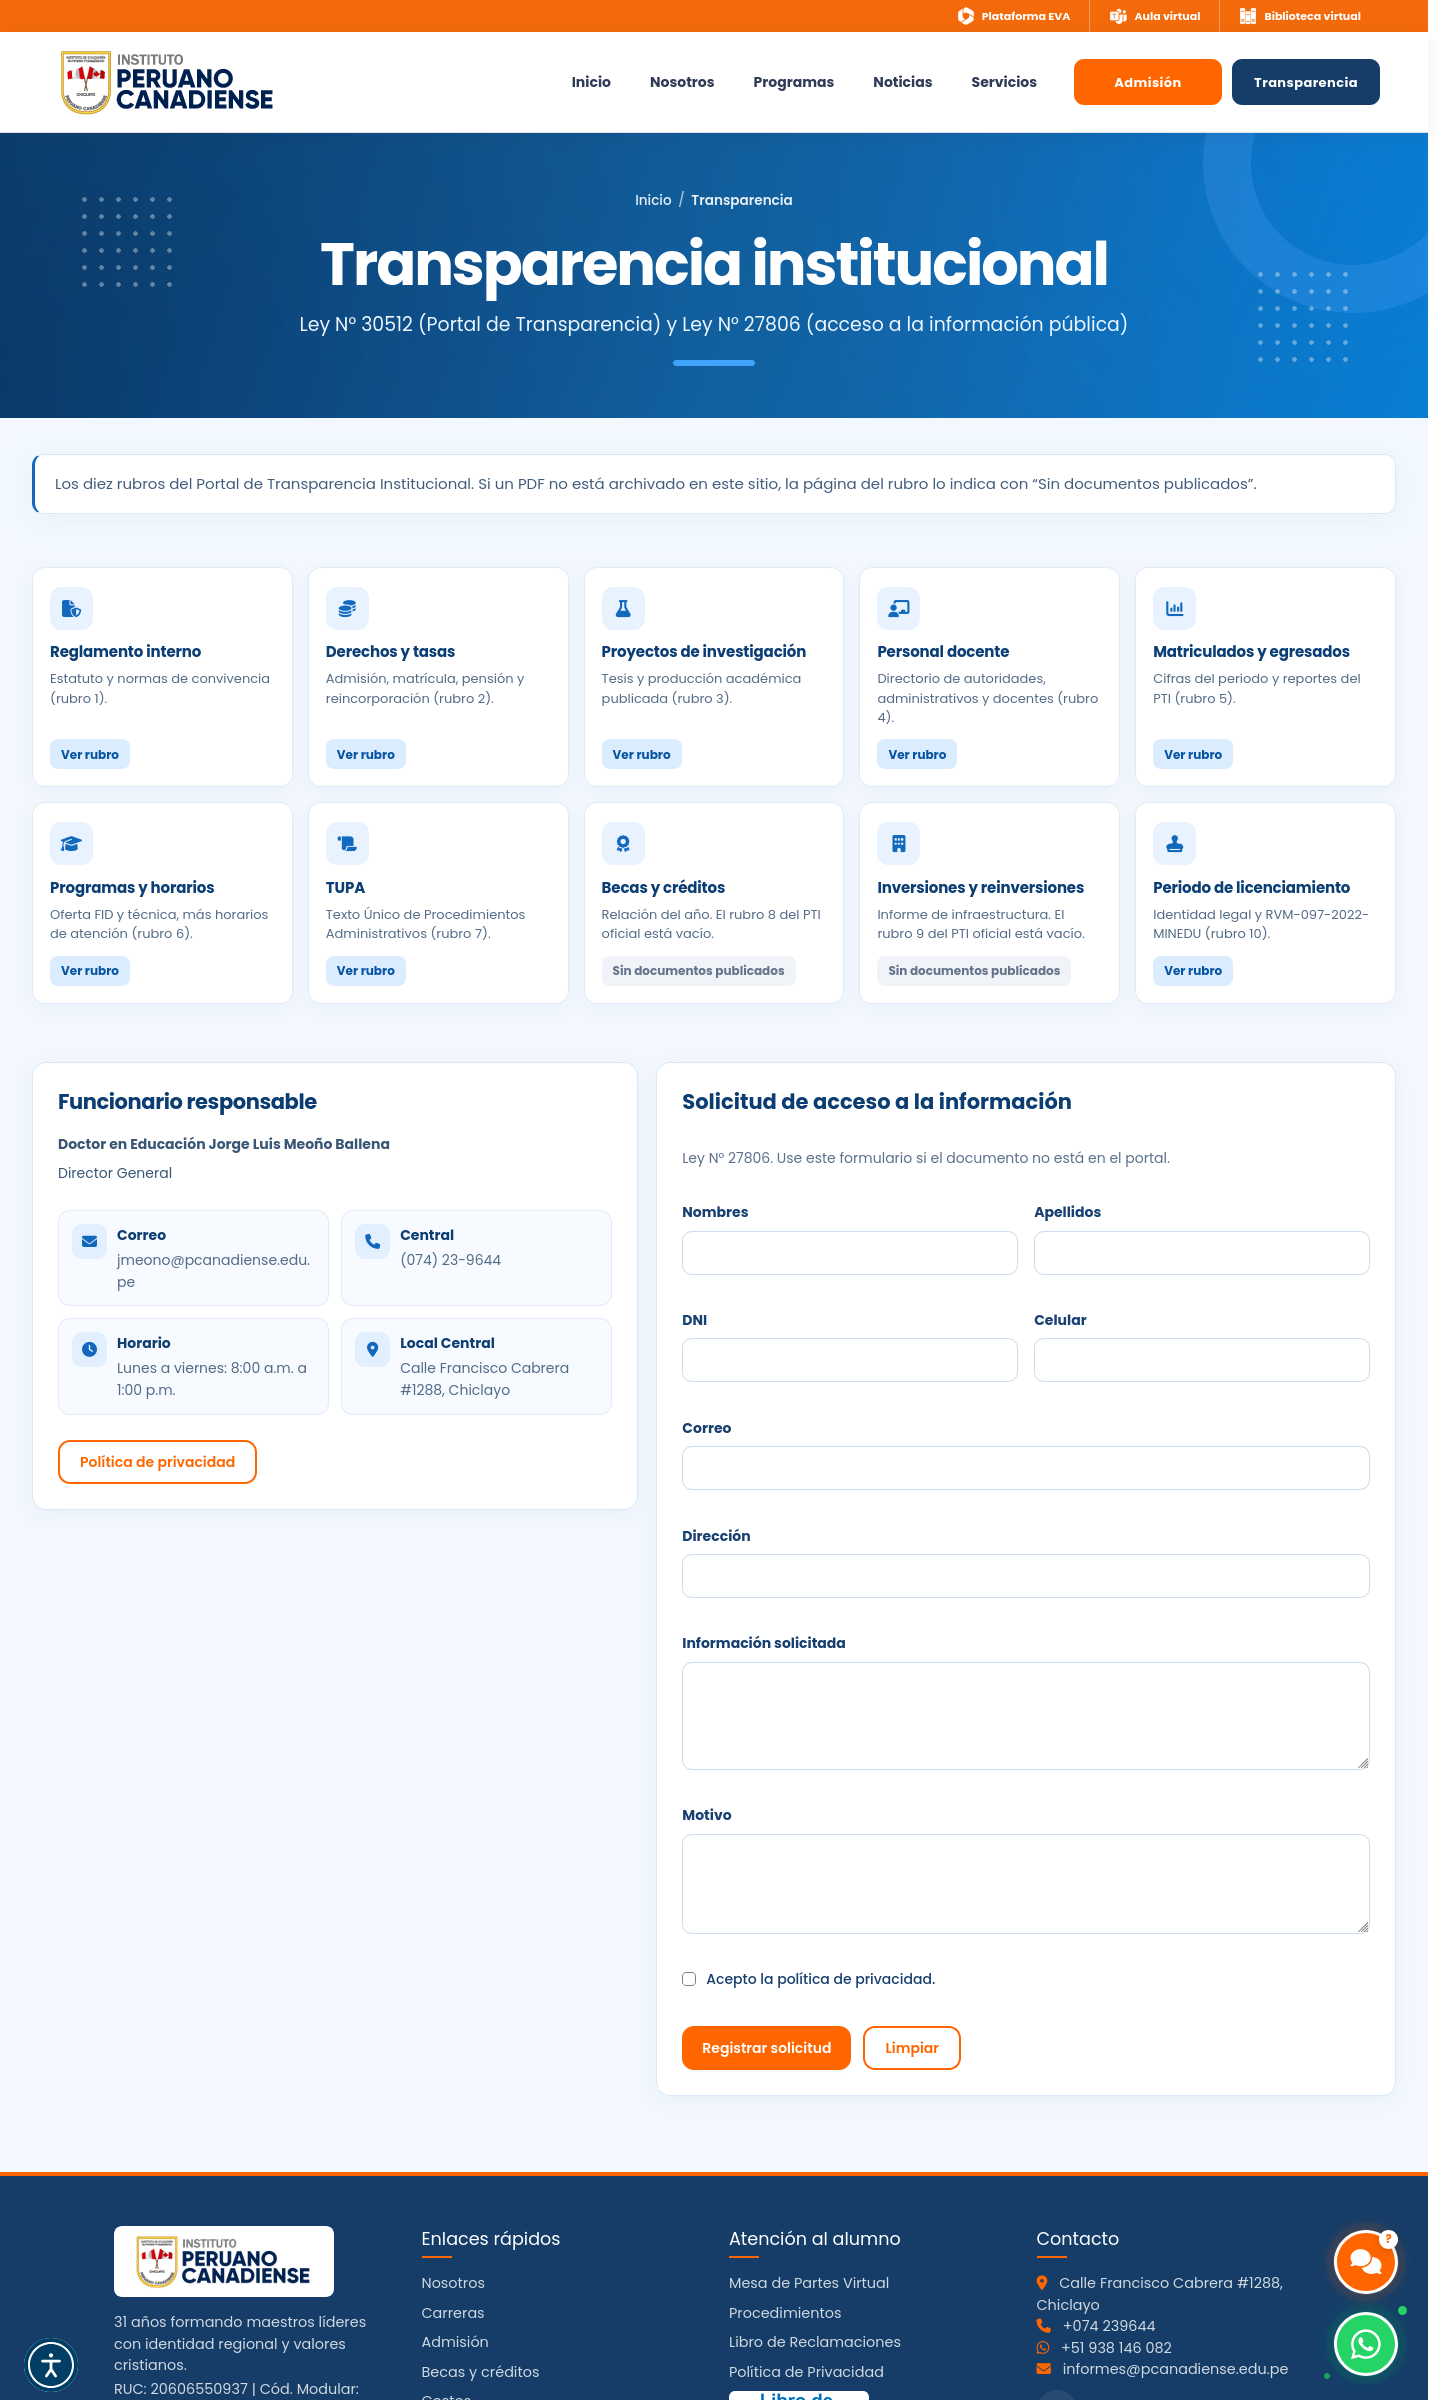 Plataforma EVA
Aula virtual
Biblioteca virtual
INSTITUTO
PERUANO
CANADIENSE
Inicio
Nosotros
Programas
Noticias
Servicios
Admisión
Transparencia
Inicio / Transparencia
Transparencia institucional
Ley N° 30512 (Portal de Transparencia) y Ley N° 27806 (acceso a la información pública)
Los diez rubros del Portal de Transparencia Institucional. Si un PDF no está archivado en este sitio, la página del rubro lo indica con “Sin documentos publicados”.
Reglamento interno
Estatuto y normas de convivencia
(rubro 1).
Ver rubro
Derechos y tasas
Admisión, matrícula, pensión y
reincorporación (rubro 2).
Ver rubro
Proyectos de investigación
Tesis y producción académica
publicada (rubro 3).
Ver rubro
Personal docente
Directorio de autoridades,
administrativos y docentes (rubro
4).
Ver rubro
Matriculados y egresados
Cifras del periodo y reportes del
PTI (rubro 5).
Ver rubro
Programas y horarios
Oferta FID y técnica, más horarios
de atención (rubro 6).
Ver rubro
TUPA
Texto Único de Procedimientos
Administrativos (rubro 7).
Ver rubro
Becas y créditos
Relación del año. El rubro 8 del PTI
oficial está vacío.
Sin documentos publicados
Inversiones y reinversiones
Informe de infraestructura. El
rubro 9 del PTI oficial está vacío.
Sin documentos publicados
Periodo de licenciamiento
Identidad legal y RVM-097-2022-
MINEDU (rubro 10).
Ver rubro
Funcionario responsable
Doctor en Educación Jorge Luis Meoño Ballena
Director General
Correo
jmeono@pcanadiense.edu.
pe
Central
(074) 23-9644
Horario
Lunes a viernes: 8:00 a.m. a
1:00 p.m.
Local Central
Calle Francisco Cabrera
#1288, Chiclayo
Política de privacidad
Solicitud de acceso a la información
Ley N° 27806. Use este formulario si el documento no está en el portal.
Nombres
Apellidos
DNI
Celular
Correo
Dirección
Información solicitada
Motivo
Acepto la política de privacidad.
Registrar solicitud
Limpiar
INSTITUTO
PERUANO
CANADIENSE
31 años formando maestros líderes
con identidad regional y valores
cristianos.
RUC: 20606550937 | Cód. Modular:
Enlaces rápidos
Nosotros
Carreras
Admisión
Becas y créditos
Costos
Atención al alumno
Mesa de Partes Virtual
Procedimientos
Libro de Reclamaciones
Política de Privacidad
Libro de
Contacto
Calle Francisco Cabrera #1288,
Chiclayo
+074 239644
+51 938 146 082
informes@pcanadiense.edu.pe
?